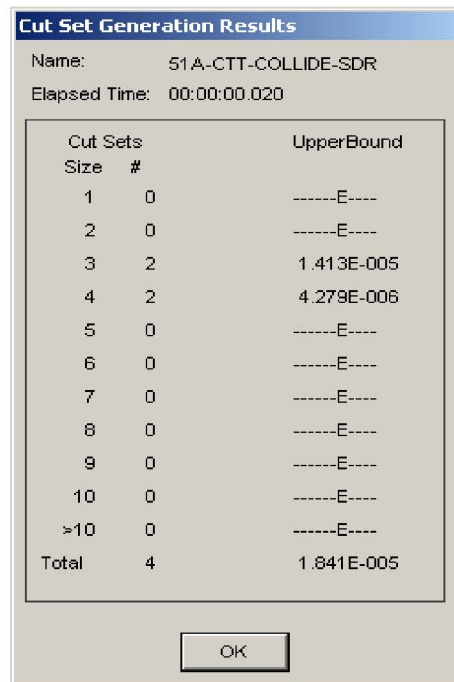 Cut Set Generation Results
Name: 51A-CTT-COLLIDE-SDR
Elapsed Time: 00:00:00.020
Cut Sets UpperBound
Size #
1 0 ------E----
2 0 ------E----
3 2 1.413E-005
4 2 4.279E-006
5 0 ------E----
6 0 ------E----
7 0 ------E----
8 0 ------E----
9 0 ------E----
10 0 ------E----
>10 0 ------E----
Total 4 1.841E-005
OK